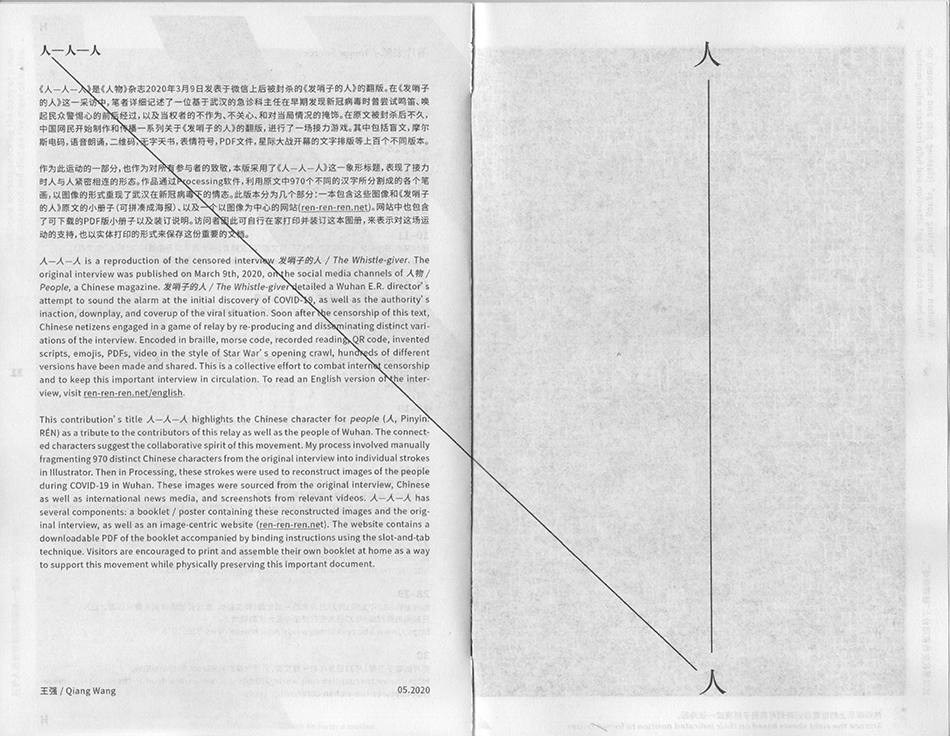 人—人—人
《人—人—人》是《人物》杂志2020年3月9日发表于微信上后被封杀的《发哨子的人》的翻版。在《发哨子
的人》这一采访中，笔者详细记述了一位基于武汉的急诊科主任在早期发现新冠病毒时曾尝试鸣笛、唤
起民众警惕心的前后经过，以及当权者的不作为、不关心、和对当局情况的掩饰。在原文被封杀后不久，
中国网民开始制作和传播一系列关于《发哨子的人》的翻版，进行了一场接力游戏。其中包括盲文，摩尔
斯电码，语音朗诵，二维码，无字天书，表情符号，PDF文件，星际大战开幕的文字排版等上百个不同版本。
作为此运动的一部分，也作为对所有参与者的致敬，本版采用了《人—人—人》这一象形标题，表现了接力
时人与人紧密相连的形态。作品通过Processing软件，利用原文中970个不同的汉字所分割成的各个笔
画，以图像的形式重现了武汉在新冠病毒下的情态。此版本分为几个部分：一本包含这些图像和《发哨子
的人》原文的小册子（可拼凑成海报）、以及一个以图像为中心的网站(ren-ren-ren.net)。网站中也包含
了可下载的PDF版小册子以及装订说明。访问者因此可自行在家打印并装订这本图册，来表示对这场运
动的支持，也以实体打印的形式来保存这份重要的文档。
人—人—人 is a reproduction of the censored interview 发哨子的人 / The Whistle-giver. The
original interview was published on March 9th, 2020, on the social media channels of 人物 /
People, a Chinese magazine. 发哨子的人 / The Whistle-giver detailed a Wuhan E.R. director's
attempt to sound the alarm at the initial discovery of COVID-19, as well as the authority's
inaction, downplay, and coverup of the viral situation. Soon after the censorship of this text,
Chinese netizens engaged in a game of relay by re-producing and disseminating distinct vari-
ations of the interview. Encoded in braille, morse code, recorded reading, QR code, invented
scripts, emojis, PDFs, video in the style of Star War's opening crawl, hundreds of different
versions have been made and shared. This is a collective effort to combat internet censorship
and to keep this important interview in circulation. To read an English version of the inter-
view, visit ren-ren-ren.net/english.
This contribution's title 人—人—人 highlights the Chinese character for people (人, Pinyin:
RÉN) as a tribute to the contributors of this relay as well as the people of Wuhan. The connect-
ed characters suggest the collaborative spirit of this movement. My process involved manually
fragmenting 970 distinct Chinese characters from the original interview into individual strokes
in Illustrator. Then in Processing, these strokes were used to reconstruct images of the people
during COVID-19 in Wuhan. These images were sourced from the original interview, Chinese
as well as international news media, and screenshots from relevant videos. 人—人—人 has
several components: a booklet / poster containing these reconstructed images and the orig-
inal interview, as well as an image-centric website (ren-ren-ren.net). The website contains a
downloadable PDF of the booklet accompanied by binding instructions using the slot-and-tab
technique. Visitors are encouraged to print and assemble their own booklet at home as a way
to support this movement while physically preserving this important document.
王强 / Qiang Wang 05.2020
人
人